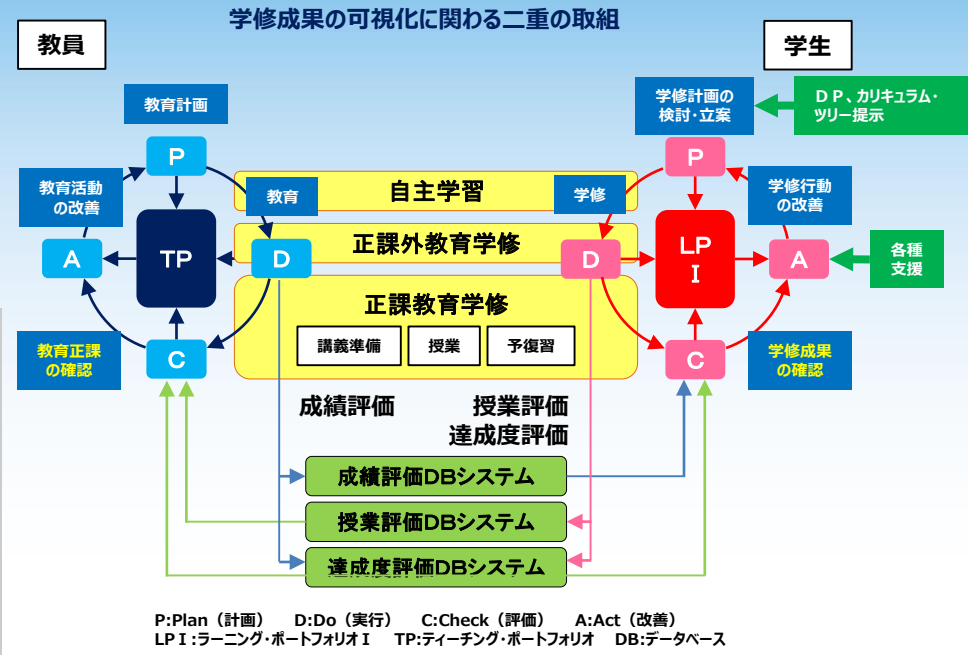 学修成果の可視化に関わる二重の取組
教員
学生
教育計画
学修計画の
検討・立案
ＤＰ、カリキュラム・
ツリー提示
P
P
教育活動
の改善
教育
自主学習
学修
学修行動
の改善
A
TP
D
正課外教育学修
D
LP
Ⅰ
A
各種
支援
正課教育学修
講義準備
授業
予復習
教育正課
の確認
C
C
学修成果
の確認
成績評価
授業評価
達成度評価
成績評価DBシステム
授業評価DBシステム
達成度評価DBシステム
P:Plan（計画） D:Do（実行） C:Check（評価） A:Act（改善）
LPⅠ:ラーニング・ポートフォリオⅠ TP:ティーチング・ポートフォリオ DB:データベース